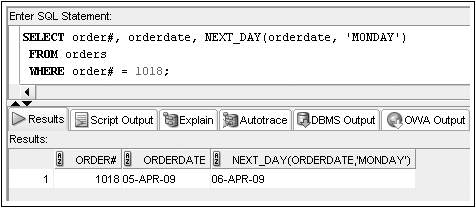 Enter SQL Statement:
SELECT order#, orderdate, NEXT_DAY(orderdate, 'MONDAY')
FROM orders
WHERE order# = 1018;
Results Script Output Explain Autotrace DBMS Output OWA Output
Results:
ORDER# ORDERDATE NEXT_DAY(ORDERDATE,'MONDAY')
1 1018 05-APR-09 06-APR-09